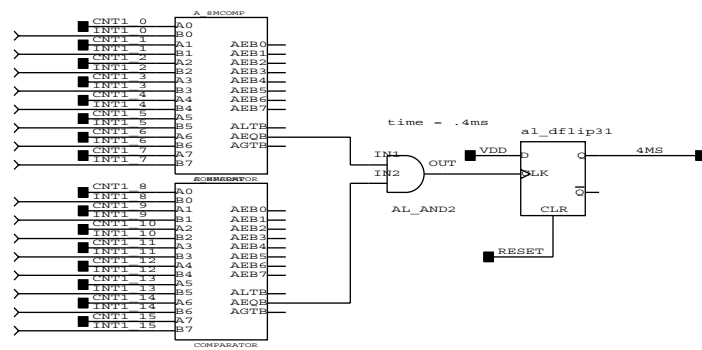 A_8MCOMP
CNT1_0 A0
INT1_0 B0
CNT1_1 A1 AEB0
INT1_1 B1 AEB1
CNT1_2 A2 AEB2
INT1_2 B2 AEB3
CNT1_3 A3 AEB4
INT1_3 B3 AEB5
CNT1_4 A4 AEB6
INT1_4 B4 AEB7
CNT1_5 A5
INT1_5 B5 ALTB
CNT1_6 A6 AEQB
INT1_6 B6 AGTB
CNT1_7 A7
INT1_7 B7
COMPARATOR
CNT1_8 A0
INT1_8 B0
CNT1_9 A1 AEB0
INT1_9 B1 AEB1
CNT1_10 A2 AEB2
INT1_10 B2 AEB3
CNT1_11 A3 AEB4
INT1_11 B3 AEB5
CNT1_12 A4 AEB6
INT1_12 B4 AEB7
CNT1_13 A5
INT1_13 B5 ALTB
CNT1_14 A6 AEQB
INT1_14 B6 AGTB
CNT1_15 A7
INT1_15 B7
COMPARATOR
time = .4ms
IN1
IN2
OUT
AL_AND2
al_dflip31
VDD D Q 4MS
CLK
Q
CLR
RESET